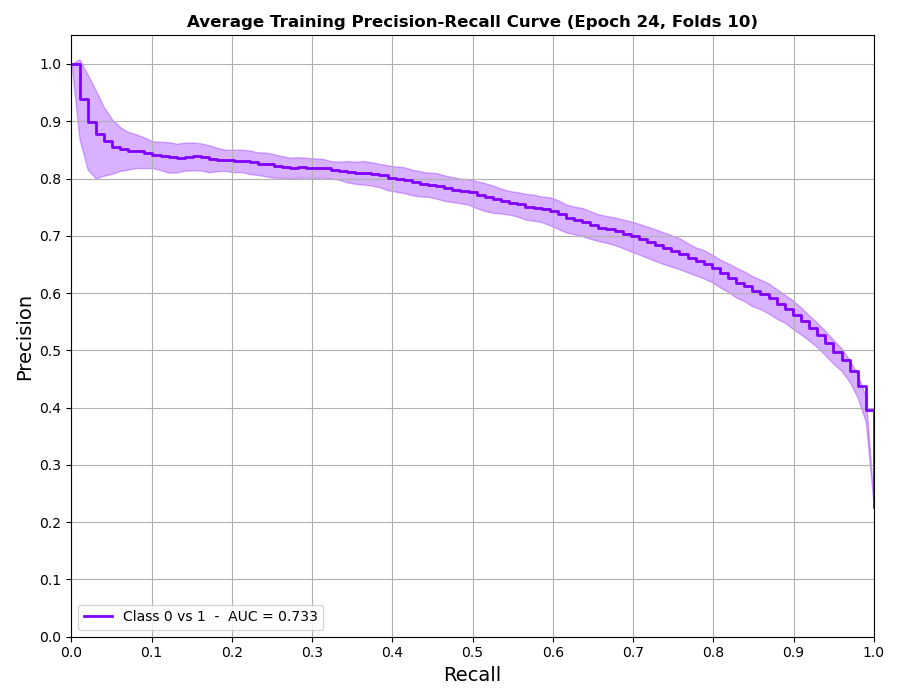 Average Training Precision-Recall Curve (Epoch 24, Folds 10)
Precision
1.0
0.9
0.8
0.7
0.6
0.5
0.4
0.3
0.2
0.1
0.0
Class 0 vs 1 - AUC = 0.733
0.0 0.1 0.2 0.3 0.4 0.5 0.6 0.7 0.8 0.9 1.0
Recall